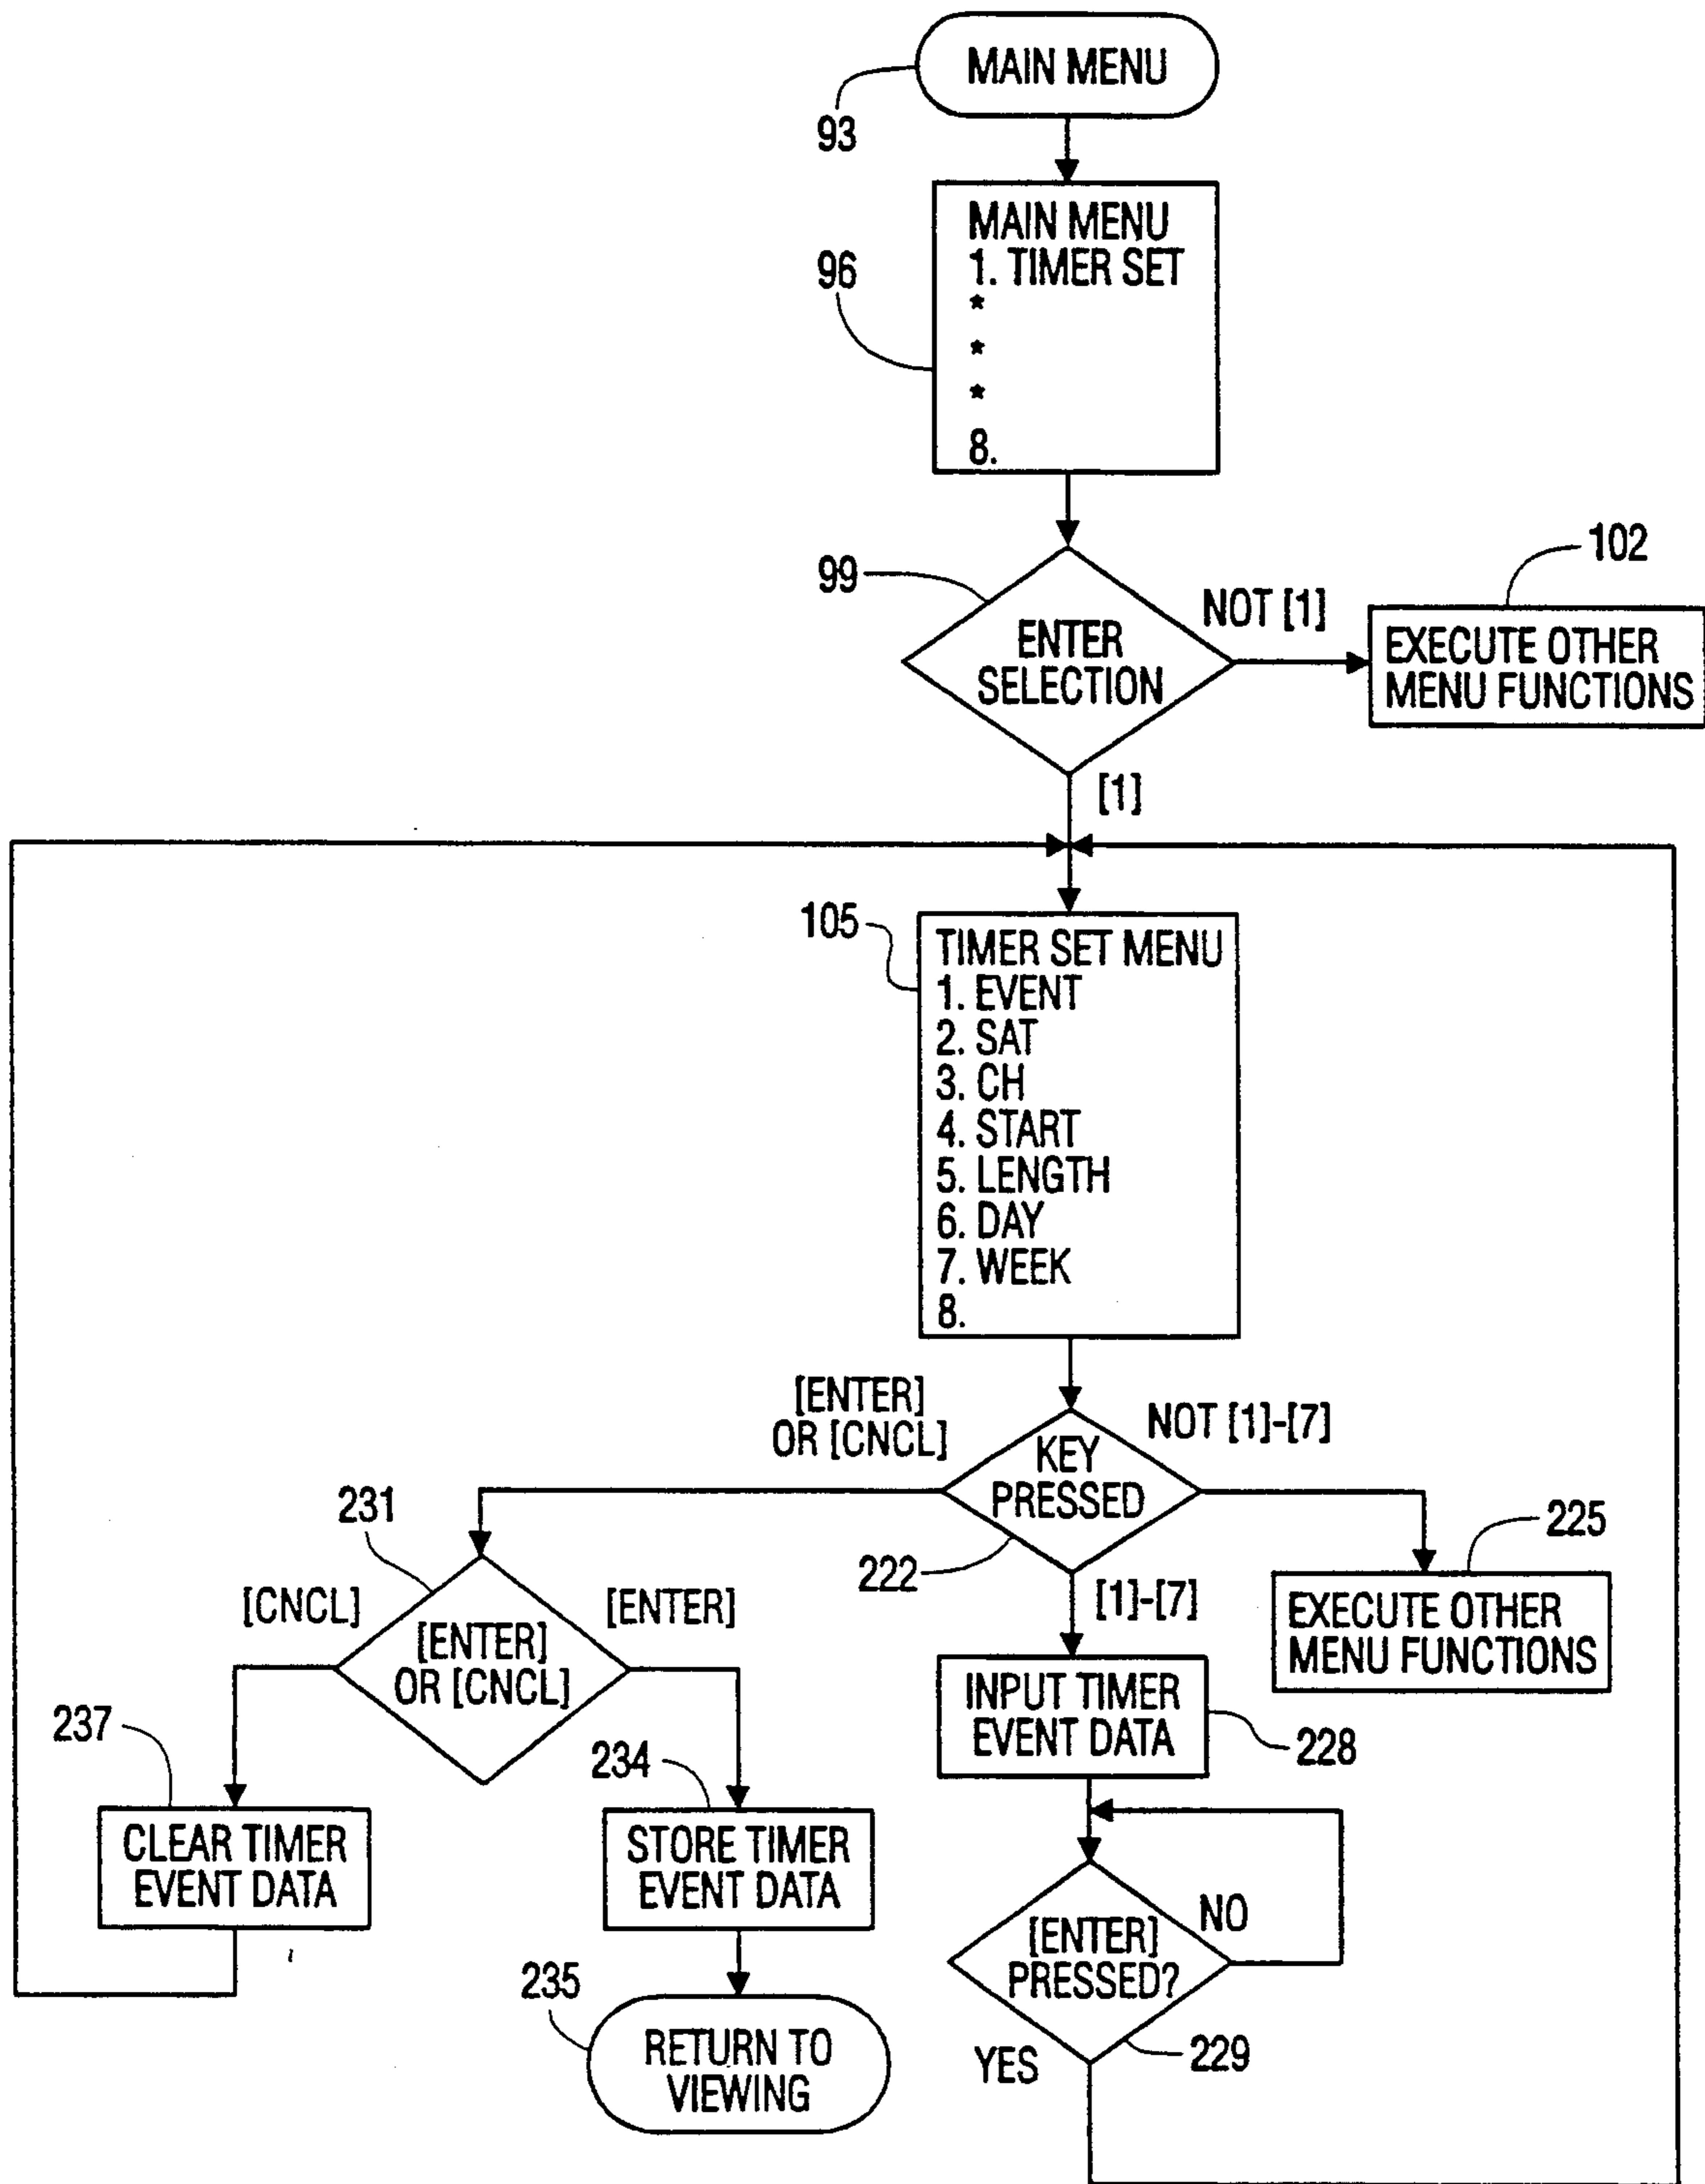 MAIN MENU
93
MAIN MENU
1. TIMER SET
*
*
*
8.
96
99
ENTER
SELECTION
NOT [1]
102
EXECUTE OTHER
MENU FUNCTIONS
[1]
105
TIMER SET MENU
1. EVENT
2. SAT
3. CH
4. START
5. LENGTH
6. DAY
7. WEEK
8.
[ENTER]
OR [CNCL]
KEY
PRESSED
NOT [1]-[7]
222
[1]-[7]
225
EXECUTE OTHER
MENU FUNCTIONS
231
[CNCL]
[ENTER]
OR [CNCL]
[ENTER]
INPUT TIMER
EVENT DATA
228
237
CLEAR TIMER
EVENT DATA
234
STORE TIMER
EVENT DATA
[ENTER]
PRESSED?
NO
229
YES
235
RETURN TO
VIEWING